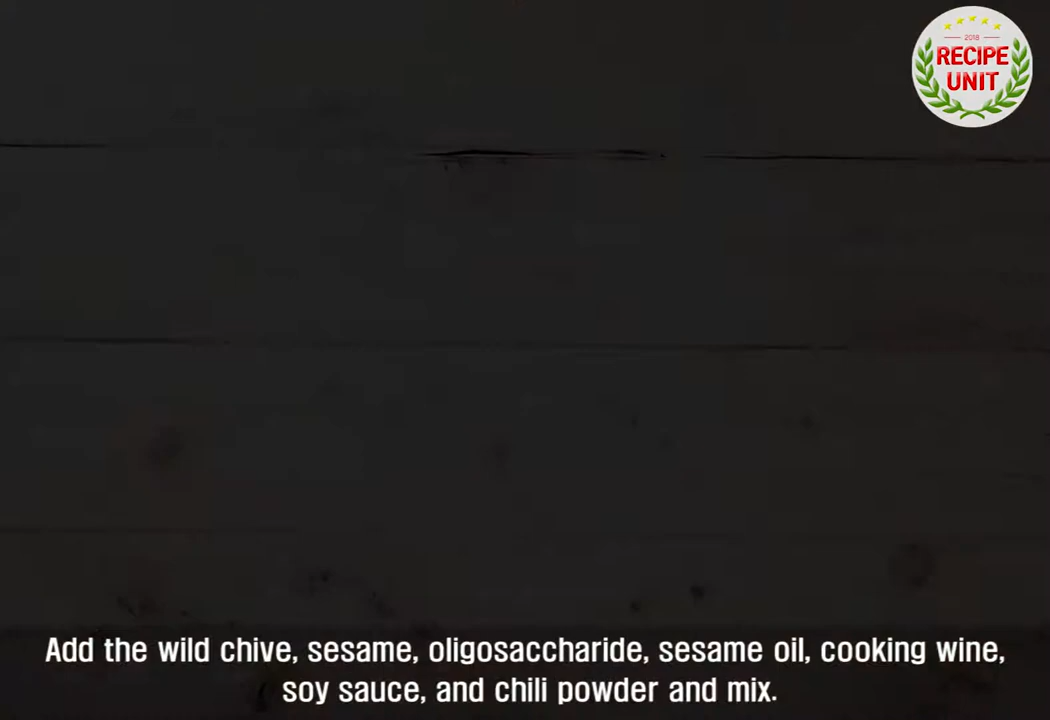 2018
RECIPE
UNIT
Add the wild chive, sesame, oligosaccharide, sesame oil, cooking wine,
soy sauce, and chili powder and mix.